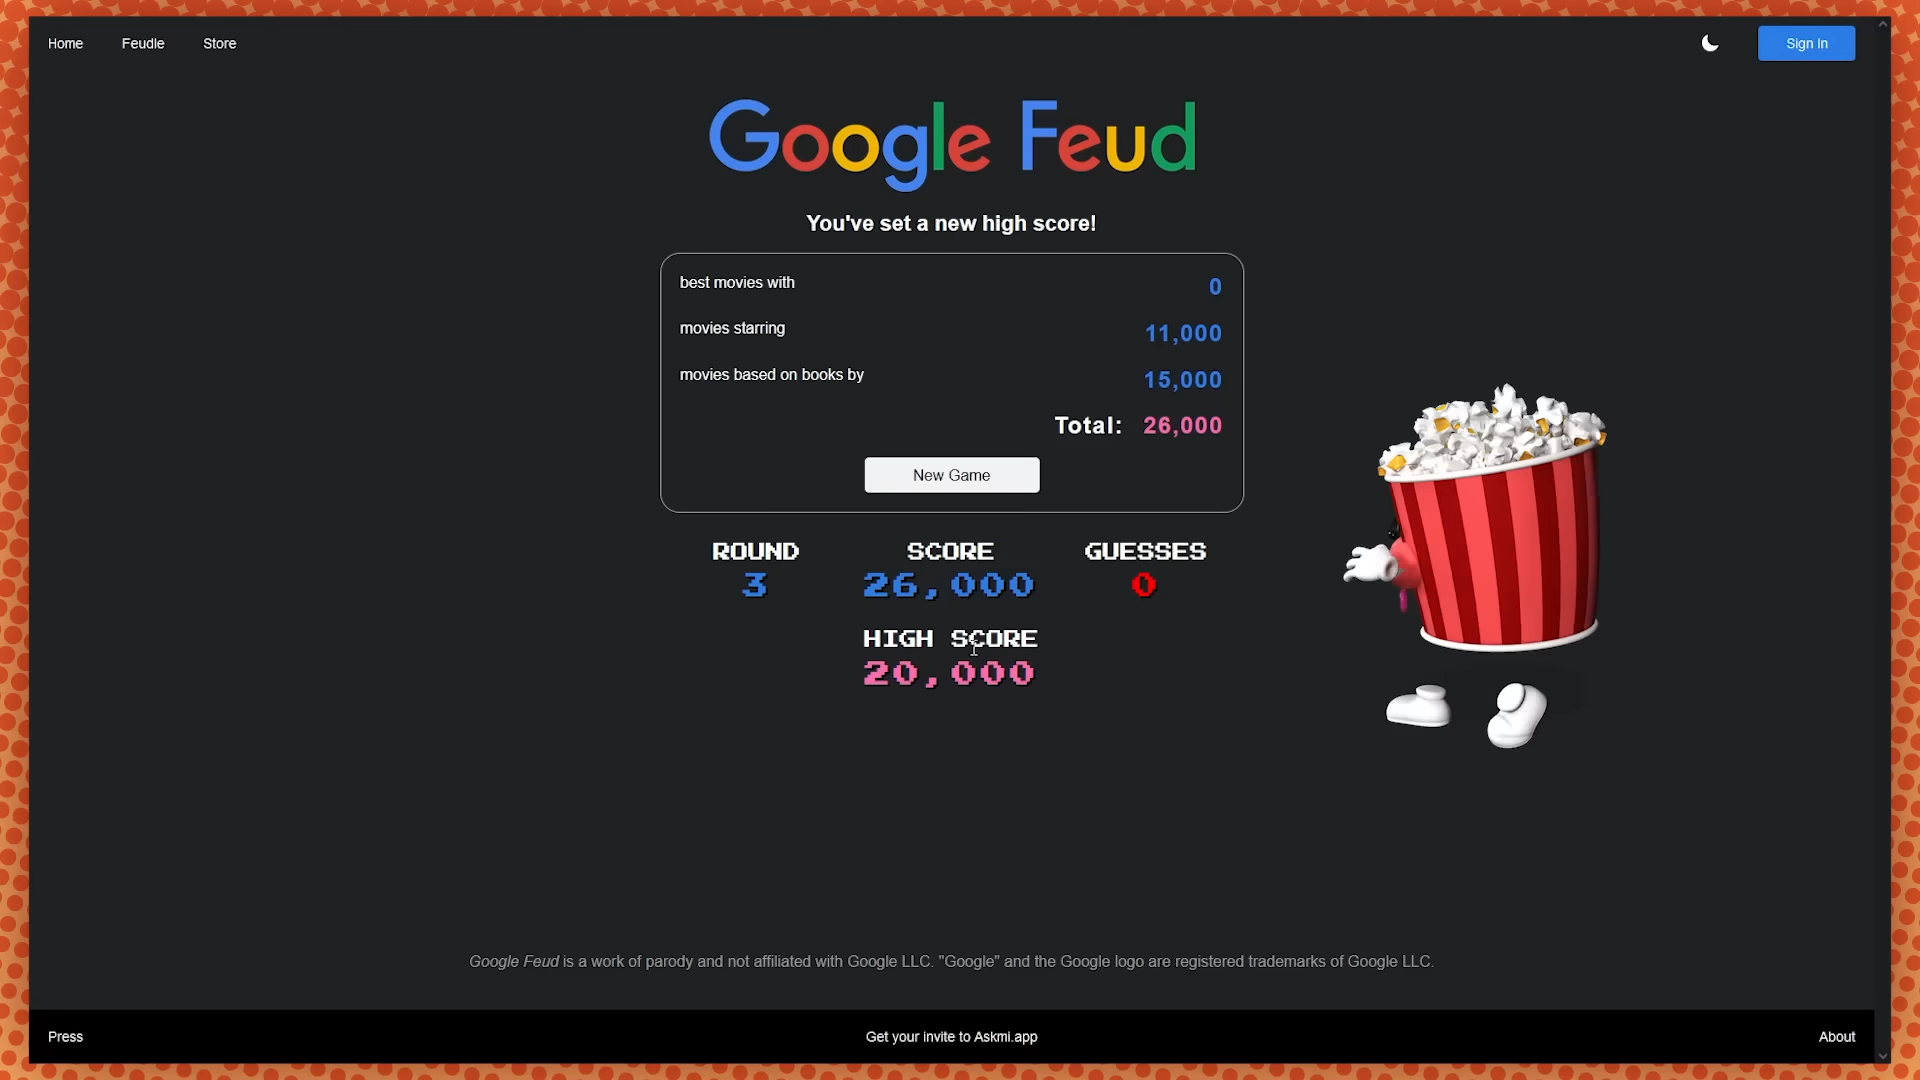 Home Feudle Store Sign In
Google Feud
You've set a new high score!
best movies with 0
movies starring 11,000
movies based on books by 15,000
Total: 26,000
New Game
ROUND SCORE GUESSES
3 26,000 0
HIGH SCORE
20,000
Google Feud is a work of parody and not affiliated with Google LLC. "Google" and the Google logo are registered trademarks of Google LLC.
Press Get your invite to Askmi.app About